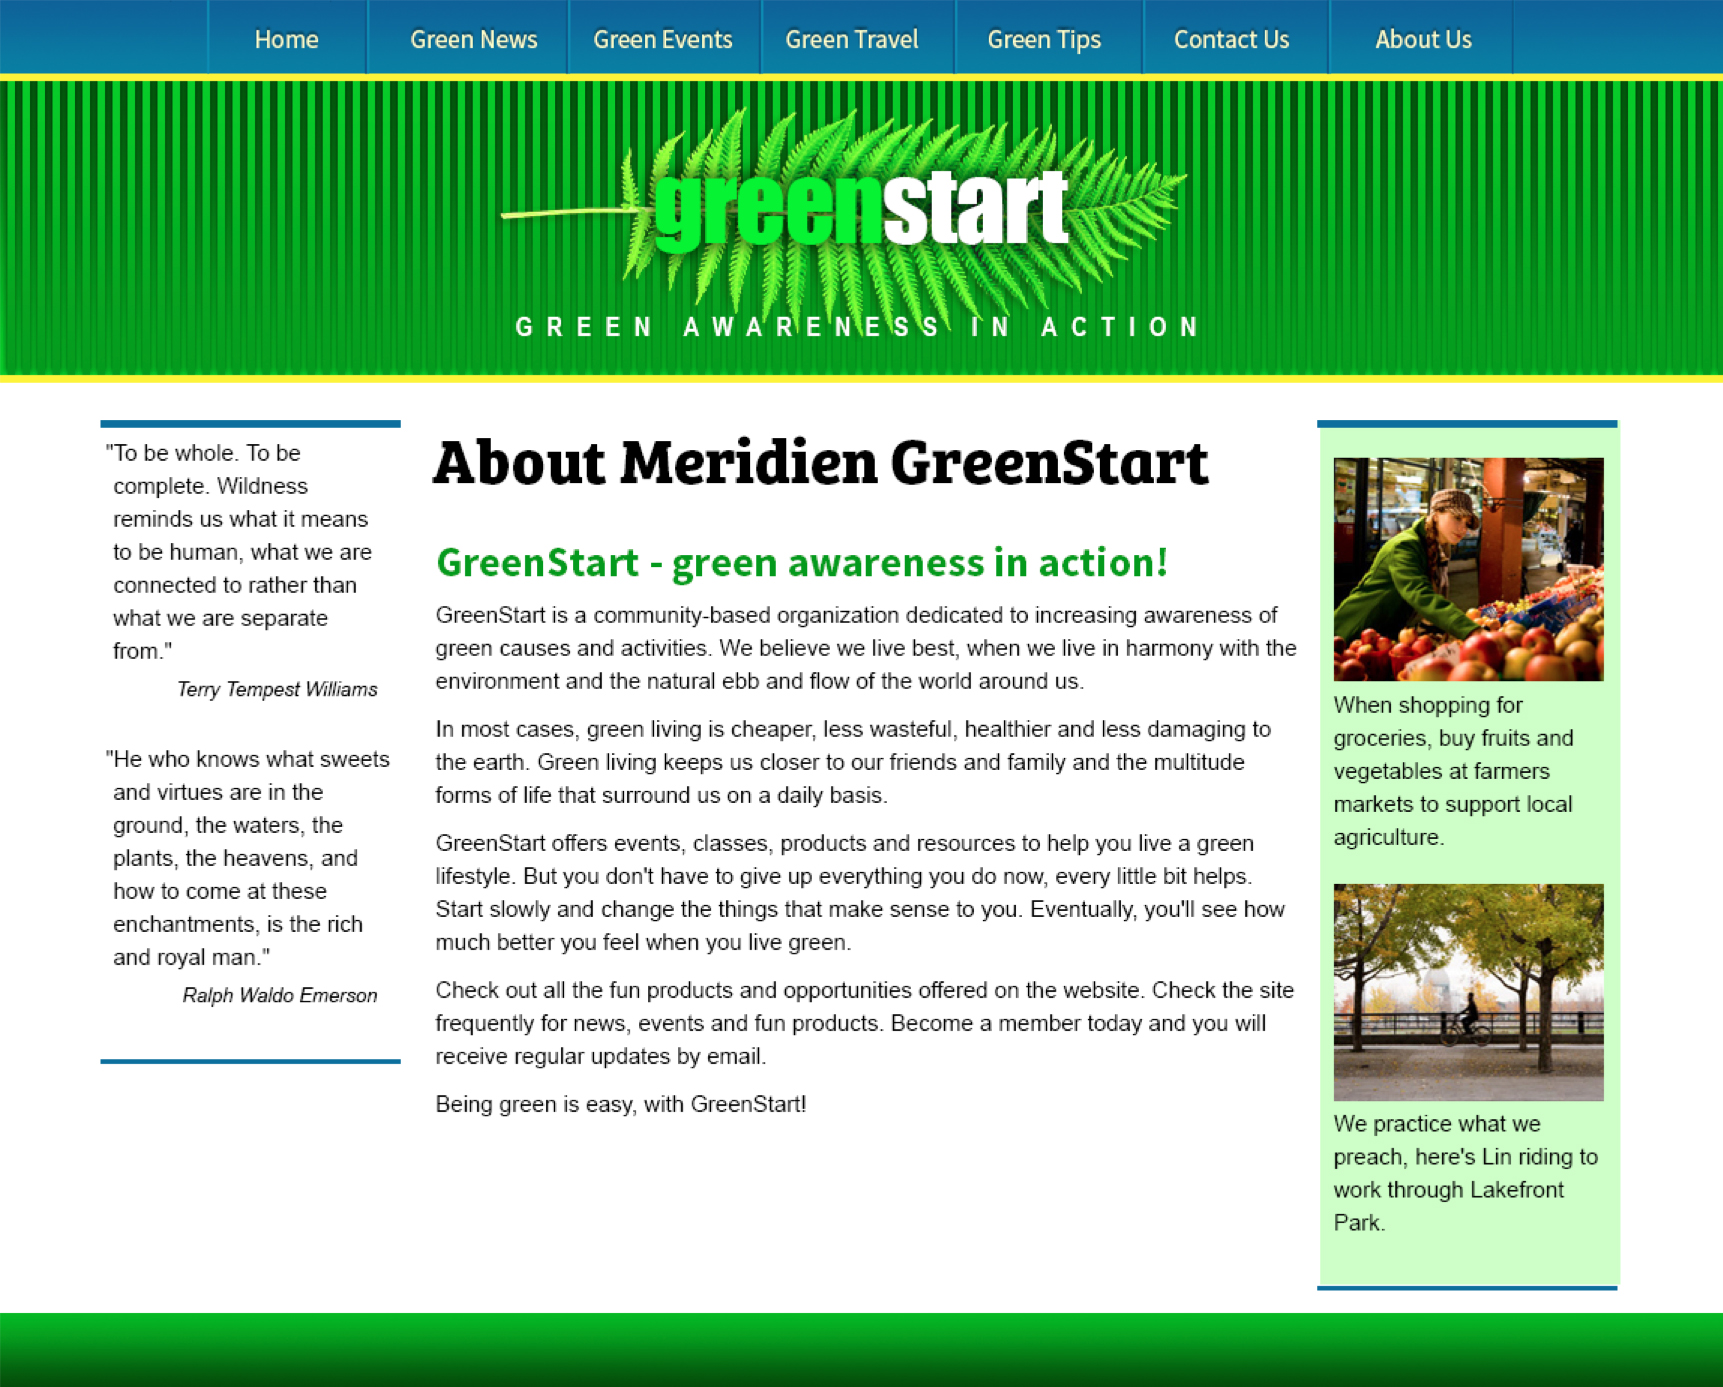 Home Green News Green Events Green Travel Green Tips Contact Us About Us
greenstart
GREEN AWARENESS IN ACTION
"To be whole. To be
complete. Wildness
reminds us what it means
to be human, what we are
connected to rather than
what we are separate
from."
Terry Tempest Williams
"He who knows what sweets
and virtues are in the
ground, the waters, the
plants, the heavens, and
how to come at these
enchantments, is the rich
and royal man."
Ralph Waldo Emerson
About Meridien GreenStart
GreenStart - green awareness in action!
GreenStart is a community-based organization dedicated to increasing awareness of
green causes and activities. We believe we live best, when we live in harmony with the
environment and the natural ebb and flow of the world around us.
In most cases, green living is cheaper, less wasteful, healthier and less damaging to
the earth. Green living keeps us closer to our friends and family and the multitude
forms of life that surround us on a daily basis.
GreenStart offers events, classes, products and resources to help you live a green
lifestyle. But you don't have to give up everything you do now, every little bit helps.
Start slowly and change the things that make sense to you. Eventually, you'll see how
much better you feel when you live green.
Check out all the fun products and opportunities offered on the website. Check the site
frequently for news, events and fun products. Become a member today and you will
receive regular updates by email.
Being green is easy, with GreenStart!
When shopping for
groceries, buy fruits and
vegetables at farmers
markets to support local
agriculture.
We practice what we
preach, here's Lin riding to
work through Lakefront
Park.